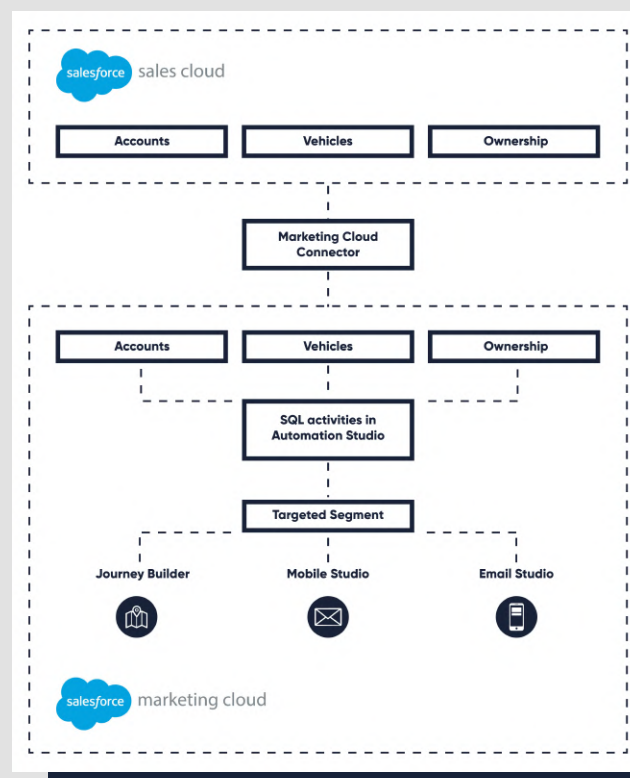 salesforce sales cloud
Accounts
Vehicles
Ownership
Marketing Cloud
Connector
Accounts
Vehicles
Ownership
SQL activities in
Automation Studio
Targeted Segment
Journey Builder
Mobile Studio
Email Studio
salesforce marketing cloud